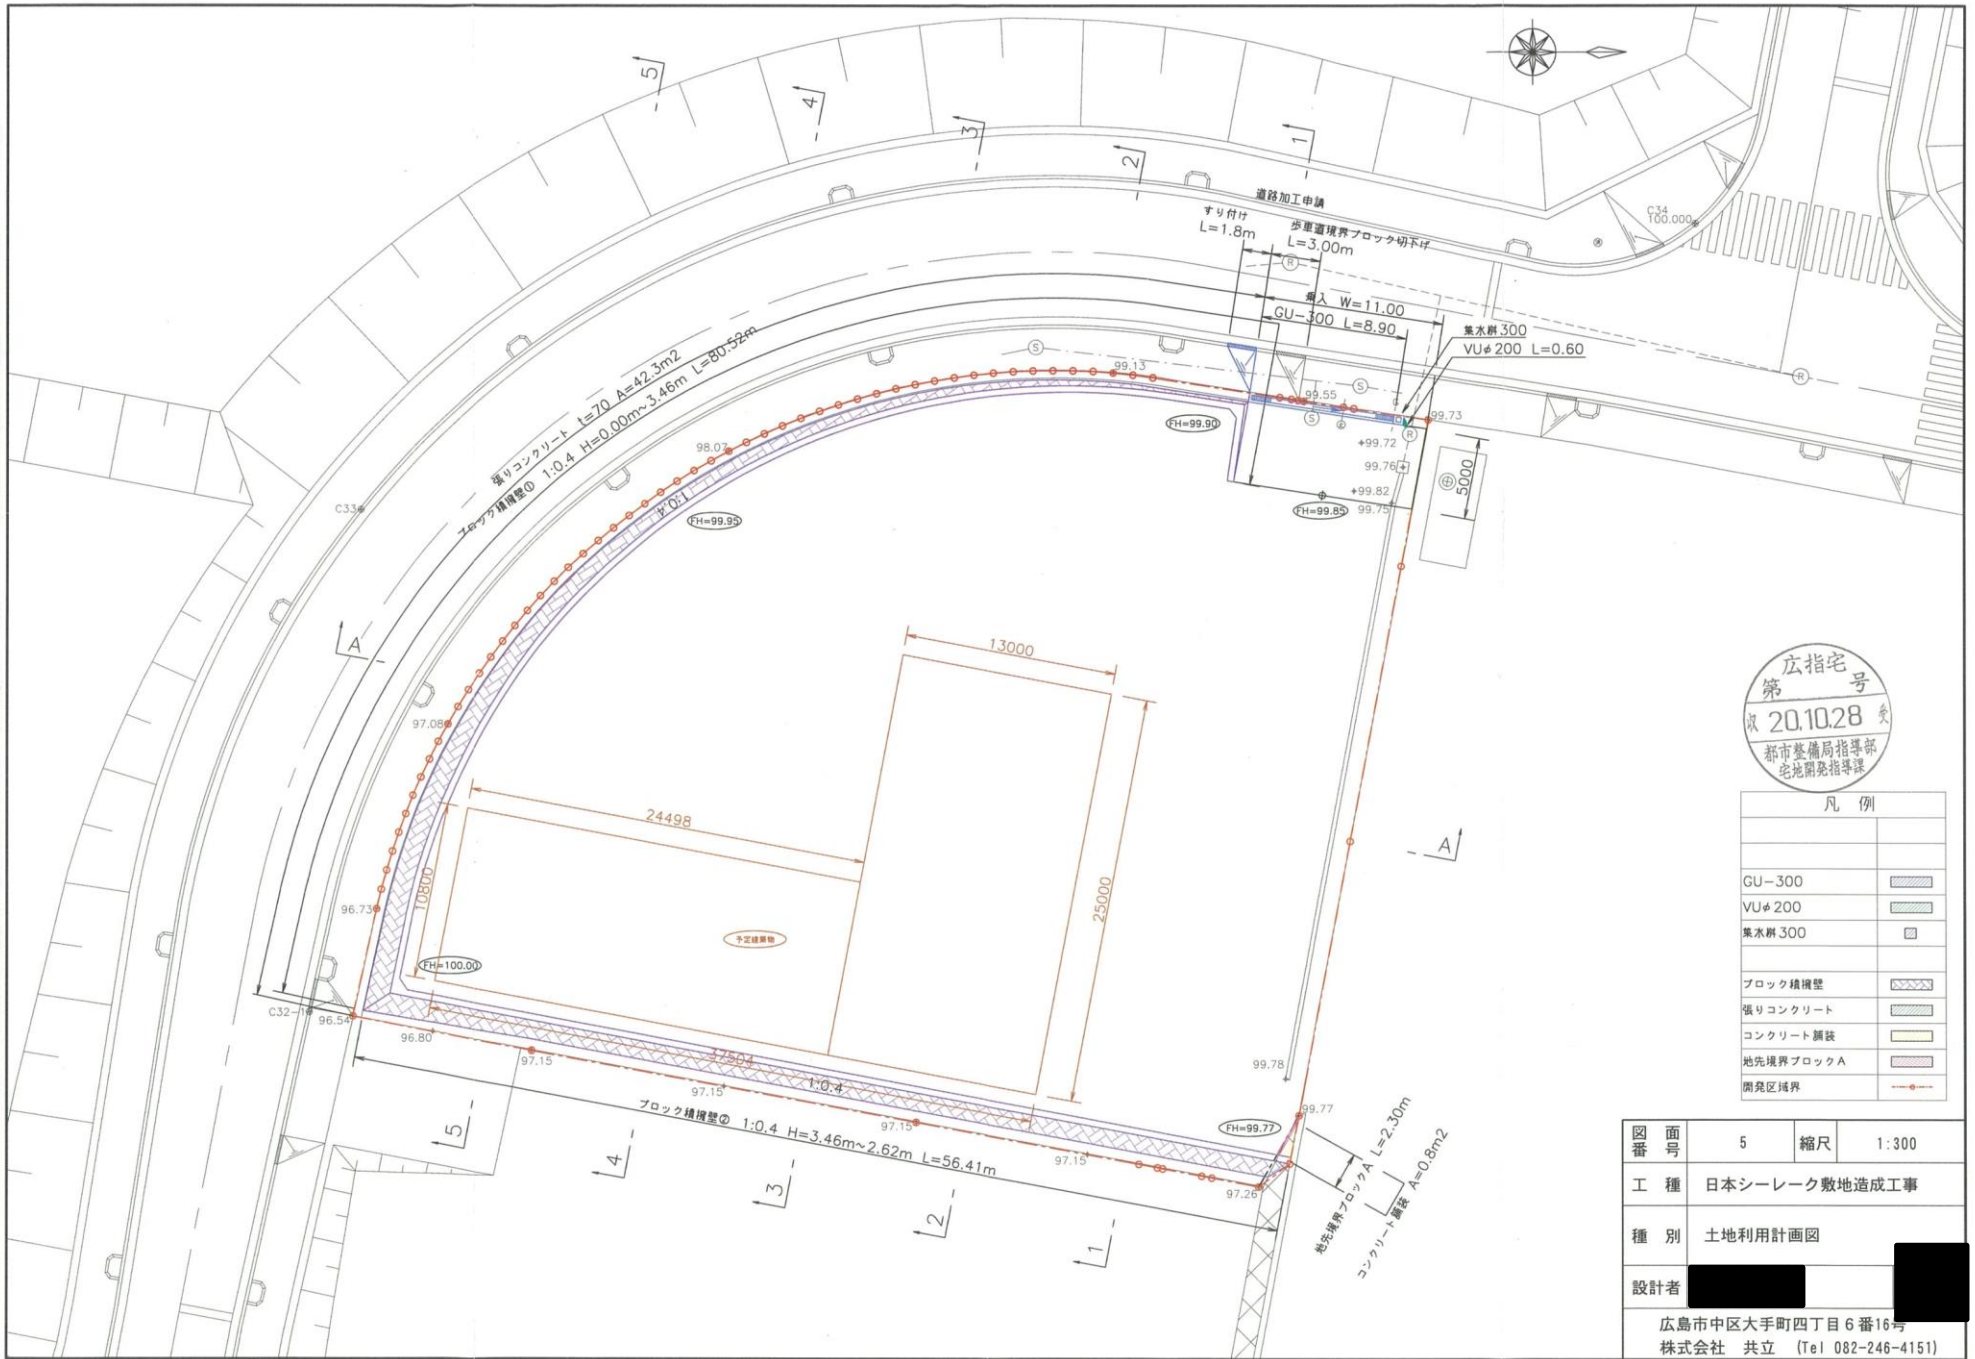 5
4
3
2
1
道路加工申請
すり付け
L=1.8m
歩車道境界ブロック切下げ
L=3.00m
乗入 W=11.00
GU-300 L=8.90
集水桝300
VUφ200 L=0.60
C34
100.000
R
R
R
S
S
S
張りコンクリート t=70 A=42.3m2
ブロック積擁壁① 1:0.4 H=0.00m~3.46m L=80.52m
C33
99.13
99.55
99.73
98.07
1:0.4
FH=99.90
+99.72
99.76
+99.82
99.75
5000
FH=99.95
FH=99.85
A
A
97.08
13000
24498
10800
25000
96.73
予定建築物
FH=100.00
C32-1
96.54
96.80
97.15
97.15
97.15
97.15
37504
1:0.4
ブロック積擁壁② 1:0.4 H=3.46m~2.62m L=56.41m
99.78
99.77
FH=99.77
97.26
地先境界ブロックA L=2.30m
コンクリート舗装 A=0.8m2
5
4
3
2
1
広指宅
第 号
収 20.10.28 受
都市整備局指導部
宅地開発指導課
凡 例
GU-300
VUφ200
集水桝300
ブロック積擁壁
張りコンクリート
コンクリート舗装
地先境界ブロックA
開発区域界
図面番号 5 縮尺 1:300
工 種 日本シーレーク敷地造成工事
種 別 土地利用計画図
設計者
広島市中区大手町四丁目6番16号
株式会社 共立 (Tel 082-246-4151)